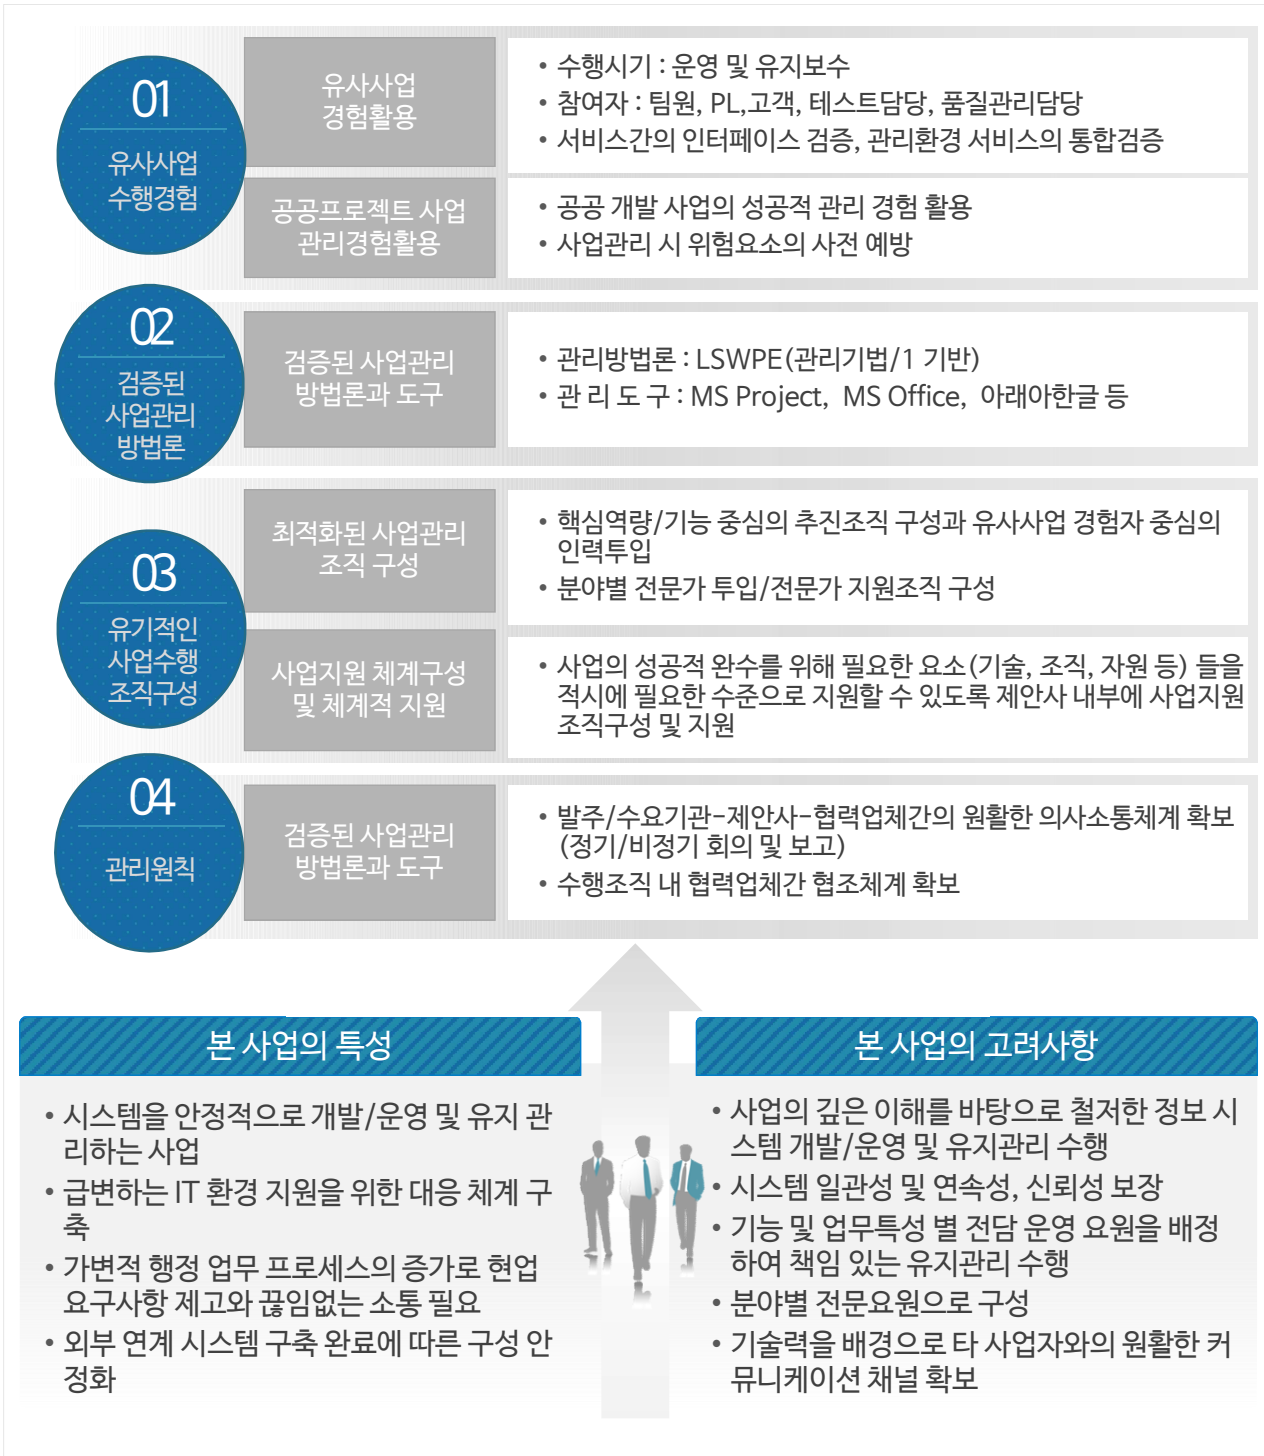 01
유사사업
수행경험
유사사업
경험활용
• 수행시기 : 운영 및 유지보수
• 참여자 : 팀원, PL,고객, 테스트담당, 품질관리담당
• 서비스간의 인터페이스 검증, 관리환경 서비스의 통합검증
공공프로젝트 사업
관리경험활용
• 공공 개발 사업의 성공적 관리 경험 활용
• 사업관리 시 위험요소의 사전 예방
02
검증된
사업관리
방법론
검증된 사업관리
방법론과 도구
• 관리방법론 : LSWPE(관리기법/1 기반)
• 관 리 도 구 : MS Project, MS Office, 아래아한글 등
03
유기적인
사업수행
조직구성
최적화된 사업관리
조직 구성
• 핵심역량/기능 중심의 추진조직 구성과 유사사업 경험자 중심의
인력투입
• 분야별 전문가 투입/전문가 지원조직 구성
사업지원 체계구성
및 체계적 지원
• 사업의 성공적 완수를 위해 필요한 요소(기술, 조직, 자원 등) 들을
적시에 필요한 수준으로 지원할 수 있도록 제안사 내부에 사업지원
조직구성 및 지원
04
관리원칙
검증된 사업관리
방법론과 도구
• 발주/수요기관-제안사-협력업체간의 원활한 의사소통체계 확보
(정기/비정기 회의 및 보고)
• 수행조직 내 협력업체간 협조체계 확보
본 사업의 특성
• 시스템을 안정적으로 개발/운영 및 유지 관
리하는 사업
• 급변하는 IT 환경 지원을 위한 대응 체계 구
축
• 가변적 행정 업무 프로세스의 증가로 현업
요구사항 제고와 끊임없는 소통 필요
• 외부 연계 시스템 구축 완료에 따른 구성 안
정화
본 사업의 고려사항
• 사업의 깊은 이해를 바탕으로 철저한 정보 시
스템 개발/운영 및 유지관리 수행
• 시스템 일관성 및 연속성, 신뢰성 보장
• 기능 및 업무특성 별 전담 운영 요원을 배정
하여 책임 있는 유지관리 수행
• 분야별 전문요원으로 구성
• 기술력을 배경으로 타 사업자와의 원활한 커
뮤니케이션 채널 확보